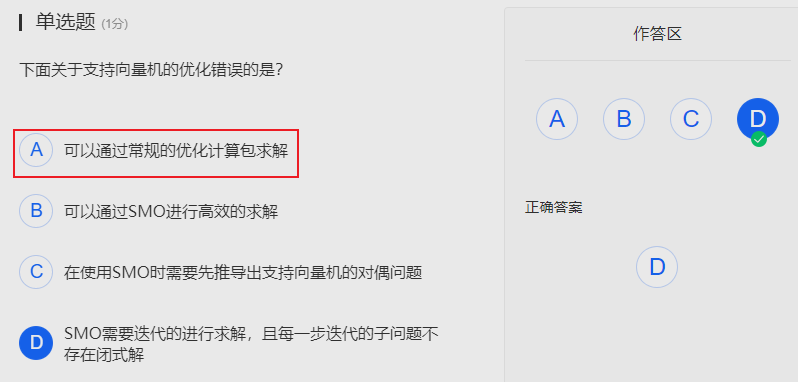 单选题 (1分)
下面关于支持向量机的优化错误的是？
A 可以通过常规的优化计算包求解
B 可以通过SMO进行高效的求解
C 在使用SMO时需要先推导出支持向量机的对偶问题
D SMO需要迭代的进行求解，且每一步迭代的子问题不
存在闭式解
作答区
A B C D
正确答案
D